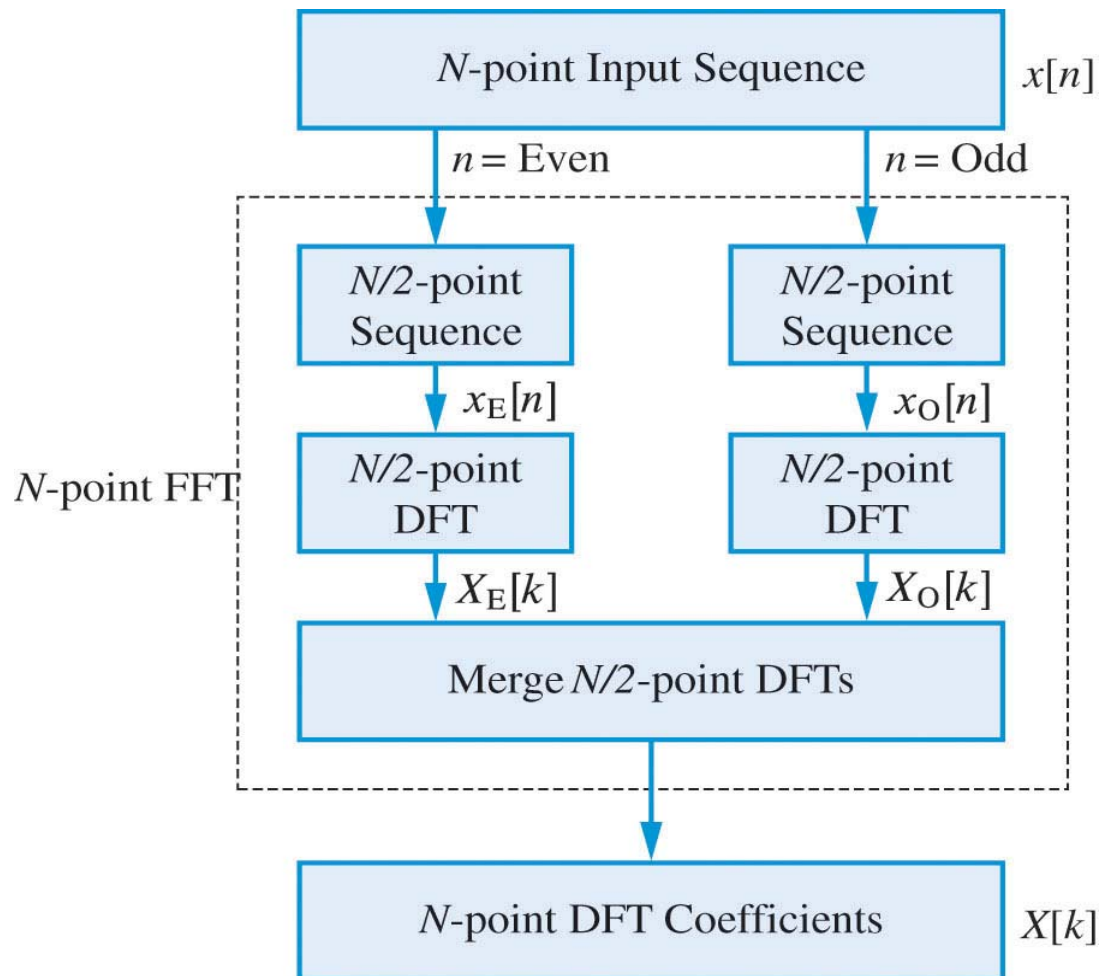 N-point Input Sequence
x[n]
n = Even
n = Odd
N/2-point
Sequence
N/2-point
Sequence
x_E[n]
x_O[n]
N-point FFT
N/2-point
DFT
N/2-point
DFT
X_E[k]
X_O[k]
Merge N/2-point DFTs
N-point DFT Coefficients
X[k]